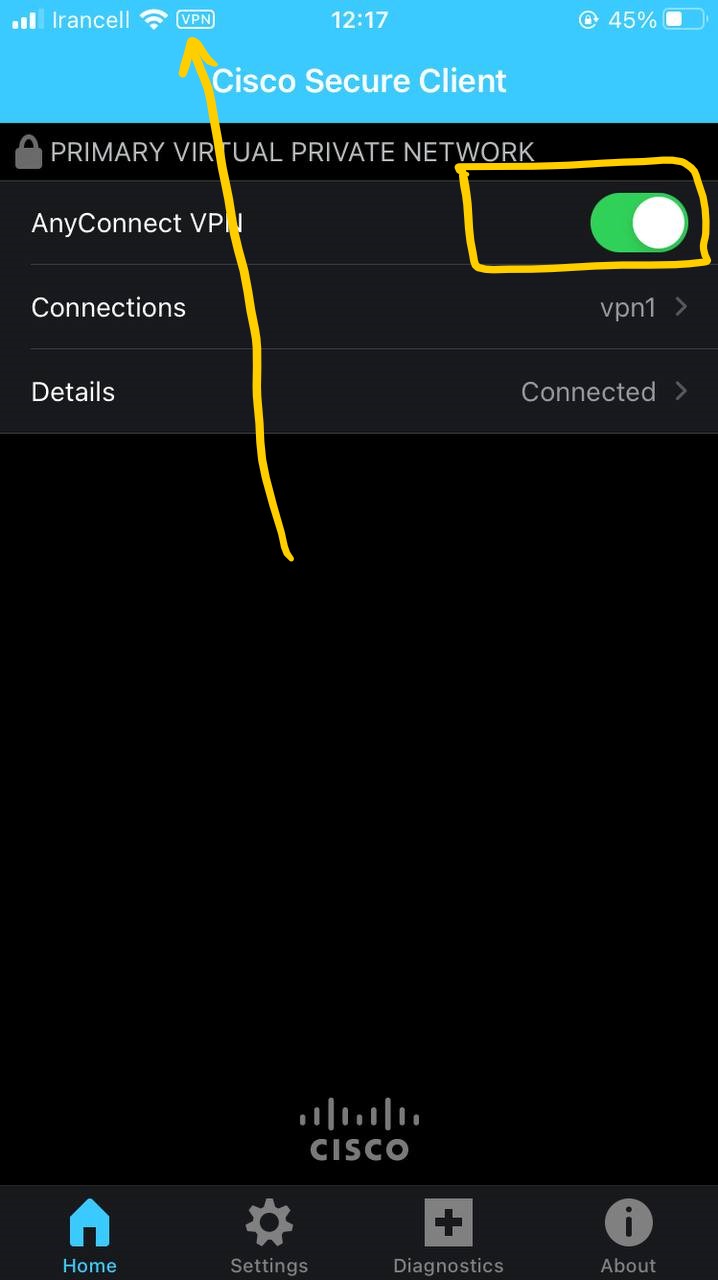 Irancell VPN 12:17 45%
Cisco Secure Client
PRIMARY VIRTUAL PRIVATE NETWORK
AnyConnect VPN
Connections vpn1
Details Connected
CISCO
Home Settings Diagnostics About